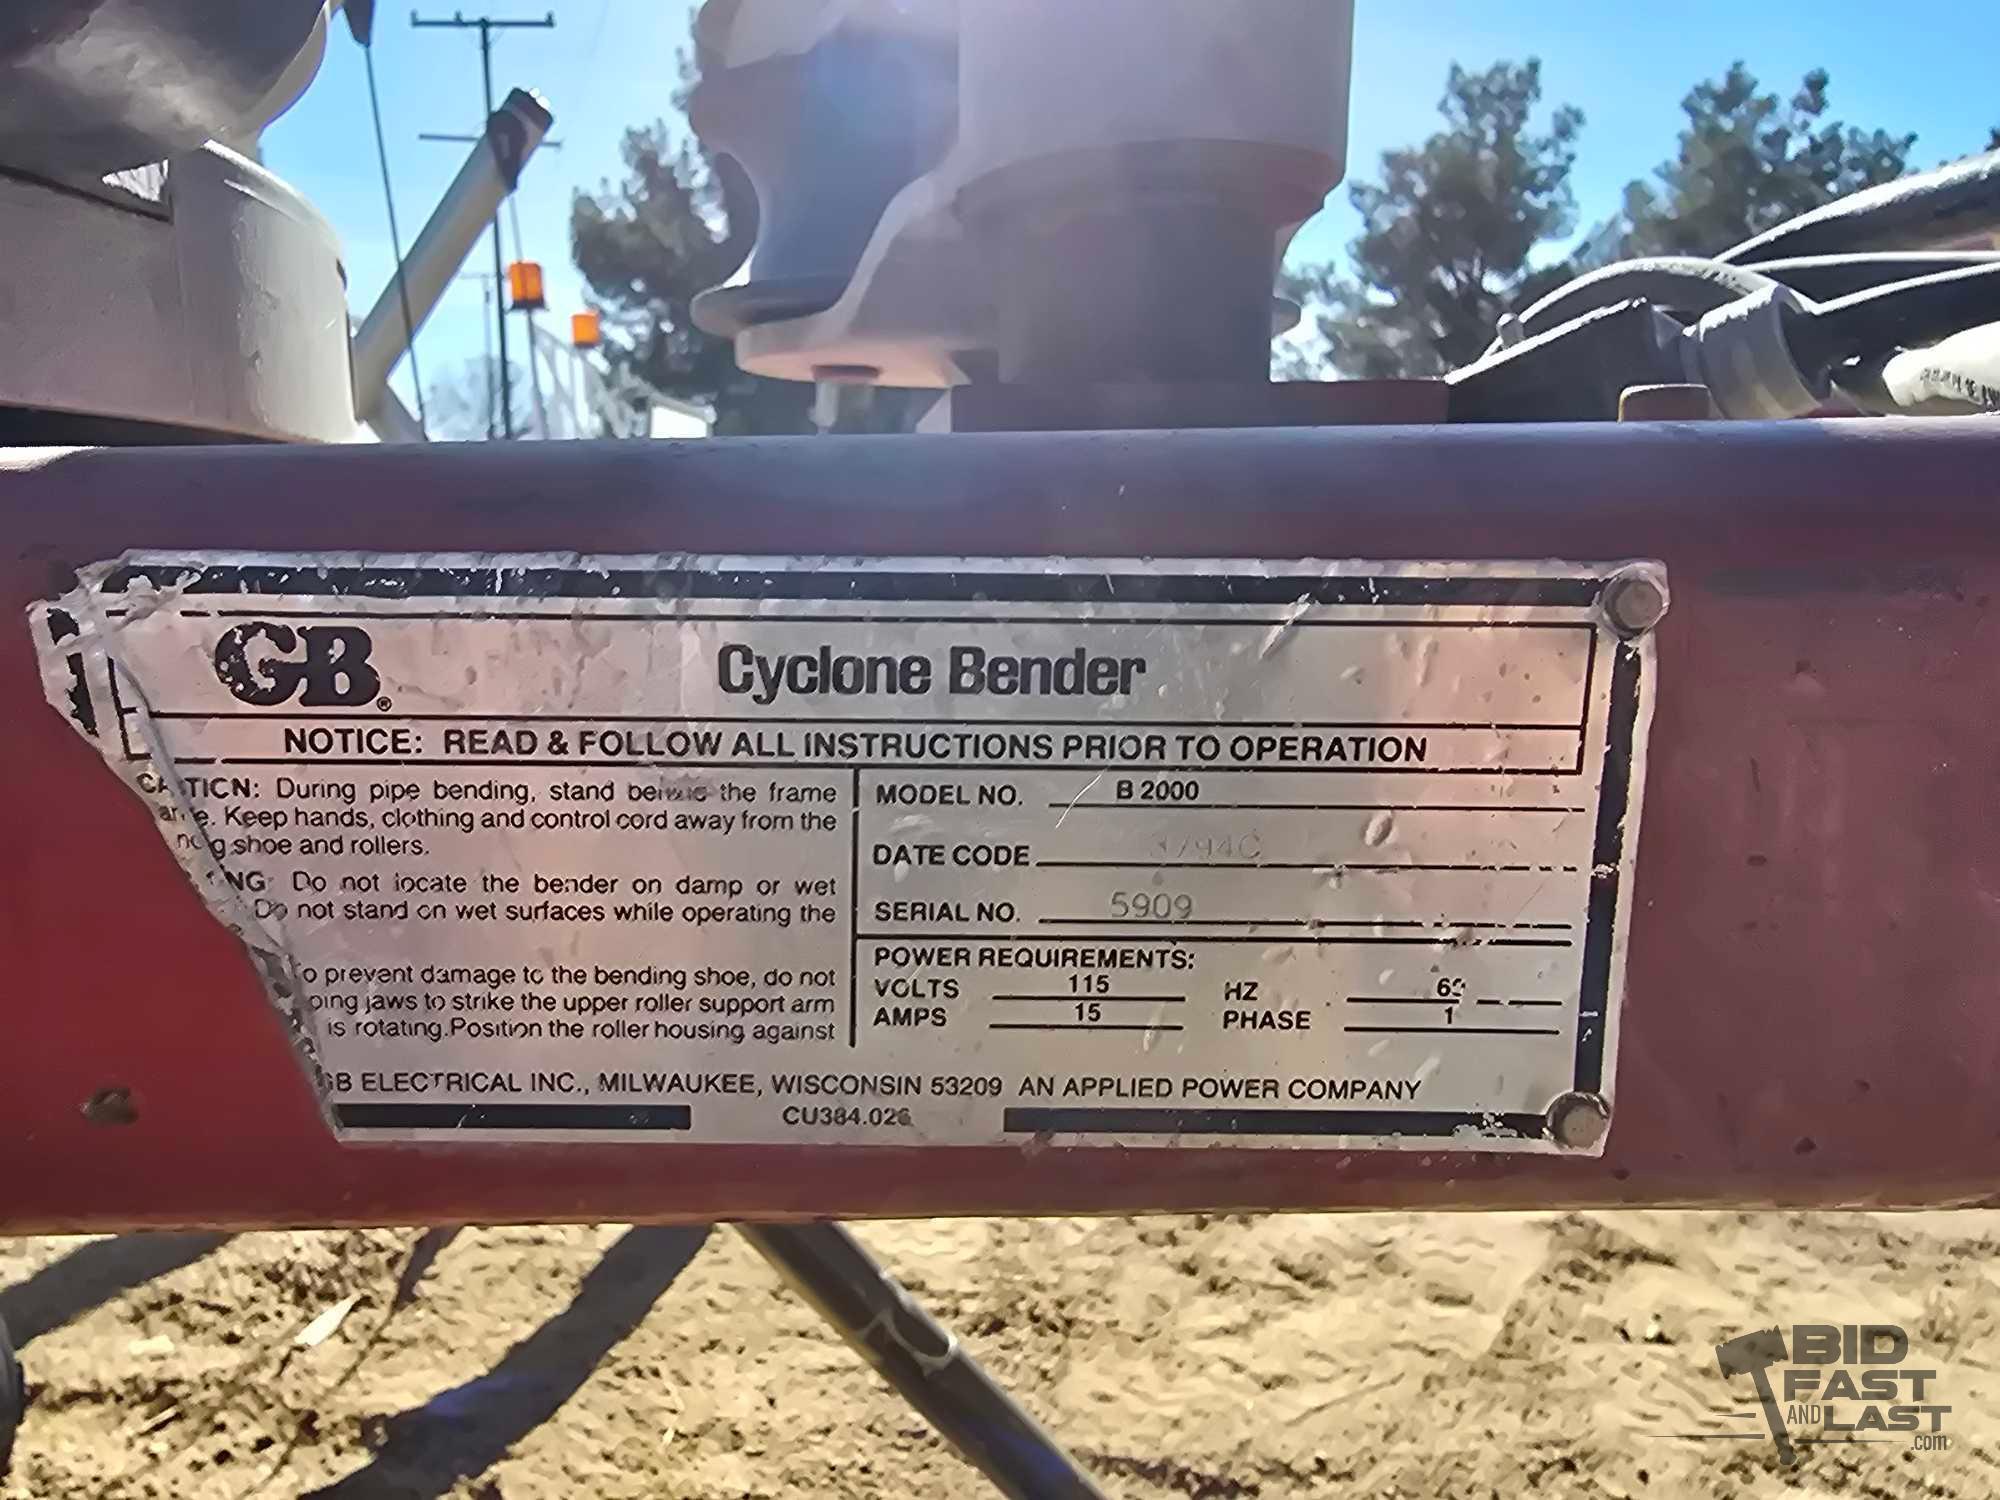 GB®
Cyclone Bender
NOTICE: READ & FOLLOW ALL INSTRUCTIONS PRIOR TO OPERATION
During pipe bending, stand the frame
Keep hands, clothing and control cord away from the
shoe and rollers.
Do not locate the bender on damp or wet
Do not stand on wet surfaces while operating the
prevent damage to the bending shoe, do not
jaws to strike the upper roller support arm
is rotating. Position the roller housing against
MODEL NO. B 2000
DATE CODE
SERIAL NO. 5909
POWER REQUIREMENTS:
VOLTS 115 HZ
AMPS 15 PHASE 1
GB ELECTRICAL INC., MILWAUKEE, WISCONSIN 53209 AN APPLIED POWER COMPANY
CU384.026
BID
FAST
AND LAST
.com